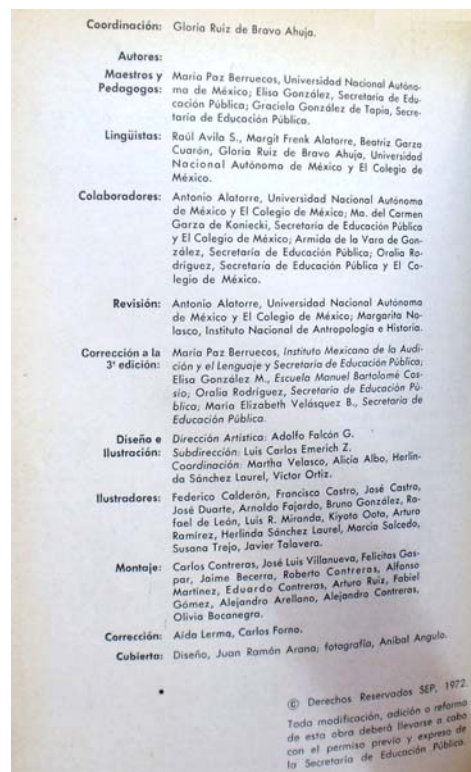 Coordinación: Gloria Ruiz de Bravo Ahuja.
Autores:
Maestros y Pedagogos: María Paz Berruecos, Universidad Nacional Autóno-
ma de México; Elisa González, Secretaría de Edu-
cación Pública; Graciela González de Tapia, Secre-
taría de Educación Pública.
Lingüistas: Raúl Avila S., Margit Frenk Alatorre, Beatriz Garza
Cuarón, Gloria Ruiz de Bravo Ahuja, Universidad
Nacional Autónoma de México y El Colegio de
México.
Colaboradores: Antonio Alatorre, Universidad Nacional Autónoma
de México y El Colegio de México; Ma. del Carmen
Garza de Koniecki, Secretaría de Educación Pública
y El Colegio de México; Armida de la Vara de Gon-
zález, Secretaría de Educación Pública; Oralia Ro-
dríguez, Secretaría de Educación Pública y El Co-
legio de México.
Revisión: Antonio Alatorre, Universidad Nacional Autónoma
de México y El Colegio de México; Margarita No-
lasco, Instituto Nacional de Antropología e Historia.
Corrección a la 3ª edición: María Paz Berruecos, Instituto Mexicano de la Audi-
ción y el Lenguaje y Secretaría de Educación Pública;
Elisa González M., Escuela Manuel Bartolomé Cos-
sío; Oralia Rodríguez, Secretaría de Educación Pú-
blica; María Elizabeth Velásquez B., Secretaría de
Educación Pública.
Diseño e Ilustración: Dirección Artística: Adolfo Falcón G.
Subdirección: Luis Carlos Emerich Z.
Coordinación: Martha Velasco, Alicia Albo, Herlin-
da Sánchez Laurel, Víctor Ortiz.
Ilustradores: Federico Calderón, Francisco Castro, José Castro,
José Duarte, Arnoldo Fajardo, Bruno González, Ra-
fael de León, Luis R. Miranda, Kiyoto Oota, Arturo
Ramírez, Herlinda Sánchez Laurel, Marcia Salcedo,
Susana Trejo, Javier Talavera.
Montaje: Carlos Contreras, José Luis Villanueva, Felícitas Gas-
par, Jaime Becerra, Roberto Contreras, Alfonso
Martínez, Eduardo Contreras, Arturo Ruiz, Fabiel
Gómez, Alejandro Arellano, Alejandro Contreras,
Olivia Bocanegra.
Corrección: Aída Lerma, Carlos Forno.
Cubierta: Diseño, Juan Ramón Arana; fotografía, Aníbal Angulo.
© Derechos Reservados SEP, 1972.
Toda modificación, adición o reforma
de esta obra deberá llevarse a cabo
con el permiso previo y expreso de
la Secretaría de Educación Pública.